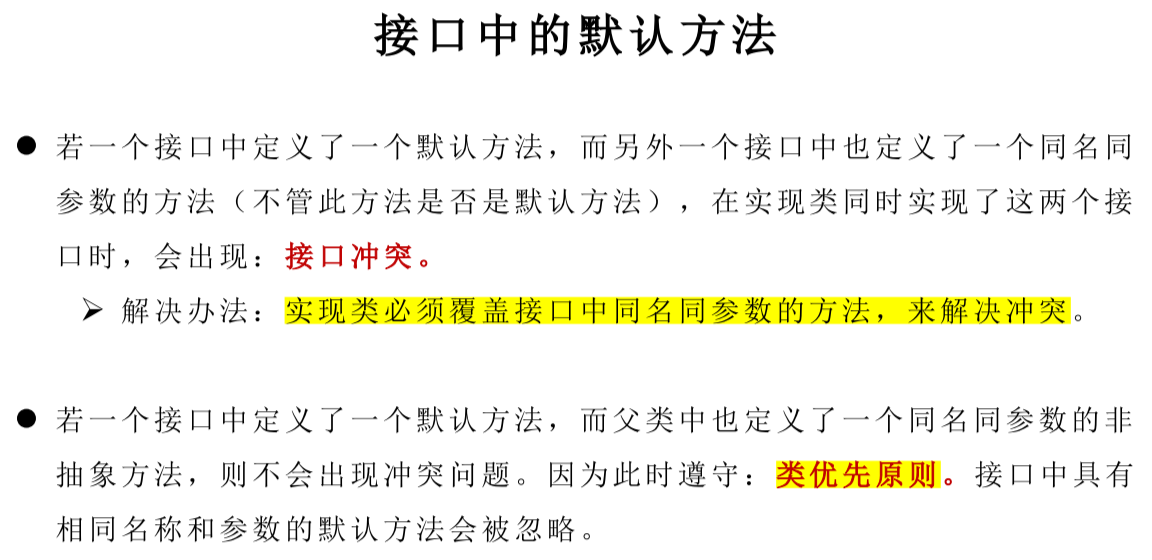 接口中的默认方法
● 若一个接口中定义了一个默认方法，而另外一个接口中也定义了一个同名同
参数的方法（不管此方法是否是默认方法），在实现类同时实现了这两个接
口时，会出现：接口冲突。
➢ 解决办法：实现类必须覆盖接口中同名同参数的方法，来解决冲突。
● 若一个接口中定义了一个默认方法，而父类中也定义了一个同名同参数的非
抽象方法，则不会出现冲突问题。因为此时遵守：类优先原则。接口中具有
相同名称和参数的默认方法会被忽略。